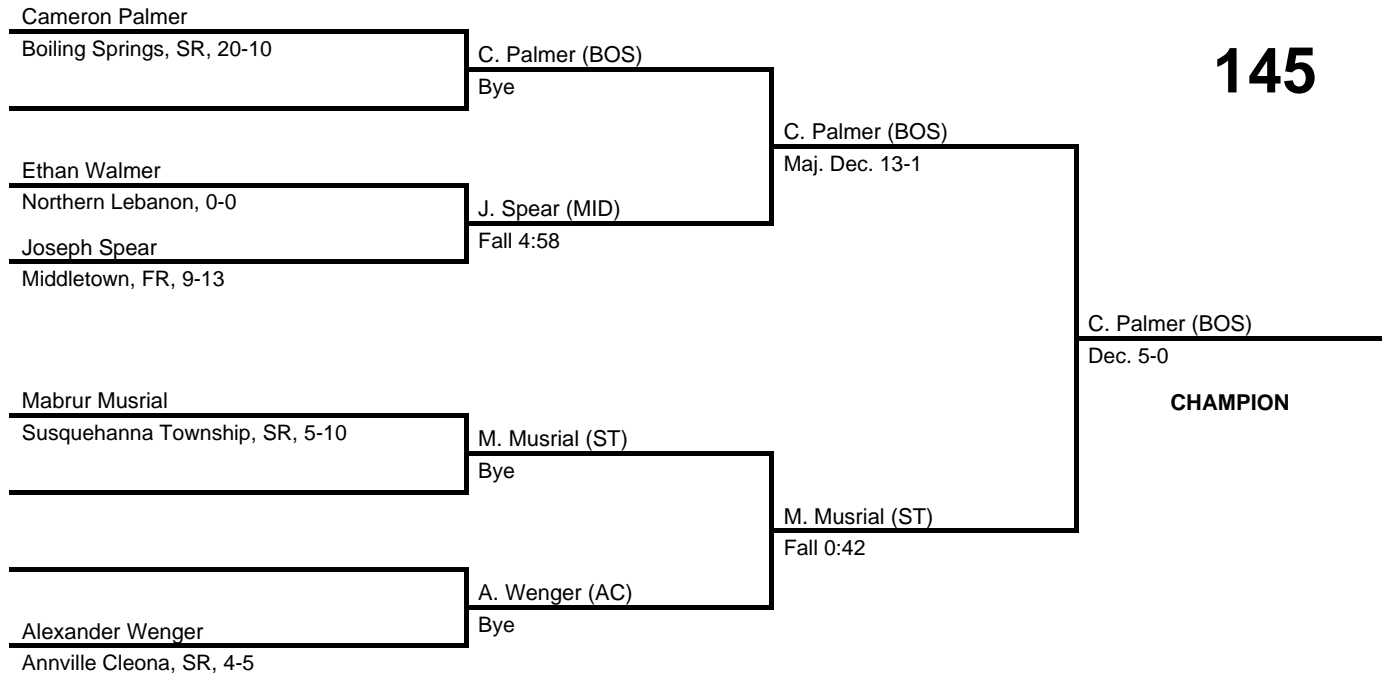 Cameron Palmer
Boiling Springs, SR, 20-10
C. Palmer (BOS)
Bye
145
C. Palmer (BOS)
Maj. Dec. 13-1
Ethan Walmer
Northern Lebanon, 0-0
J. Spear (MID)
Fall 4:58
Joseph Spear
Middletown, FR, 9-13
C. Palmer (BOS)
Dec. 5-0
CHAMPION
Mabrur Musrial
Susquehanna Township, SR, 5-10
M. Musrial (ST)
Bye
M. Musrial (ST)
Fall 0:42
A. Wenger (AC)
Bye
Alexander Wenger
Annville Cleona, SR, 4-5